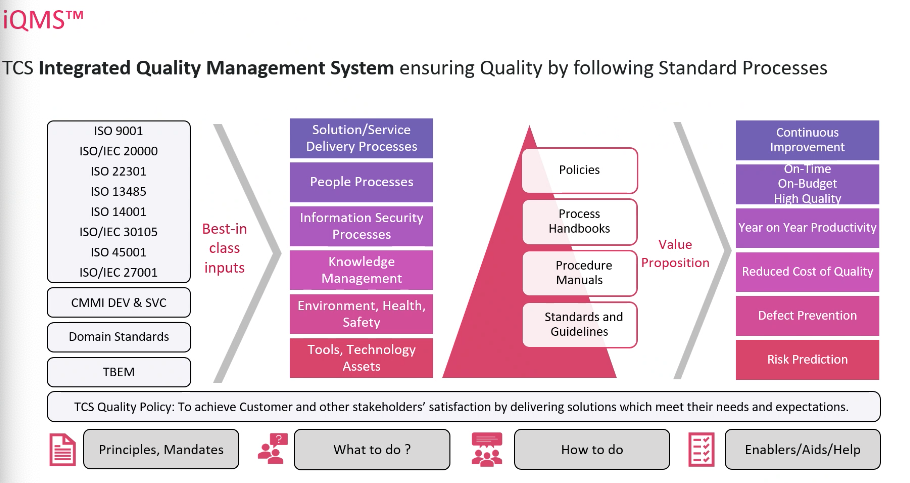 iQMS™
TCS Integrated Quality Management System ensuring Quality by following Standard Processes
ISO 9001
ISO/IEC 20000
ISO 22301
ISO 13485
ISO 14001
ISO/IEC 30105
ISO 45001
ISO/IEC 27001
CMMI DEV & SVC
Domain Standards
TBEM
Best-in
class
inputs
Solution/Service
Delivery Processes
People Processes
Information Security
Processes
Knowledge
Management
Environment, Health,
Safety
Tools, Technology
Assets
Policies
Process
Handbooks
Procedure
Manuals
Standards and
Guidelines
Value
Proposition
Continuous
Improvement
On-Time
On-Budget
High Quality
Year on Year Productivity
Reduced Cost of Quality
Defect Prevention
Risk Prediction
TCS Quality Policy: To achieve Customer and other stakeholders’ satisfaction by delivering solutions which meet their needs and expectations.
Principles, Mandates
?
What to do ?
How to do
Enablers/Aids/Help